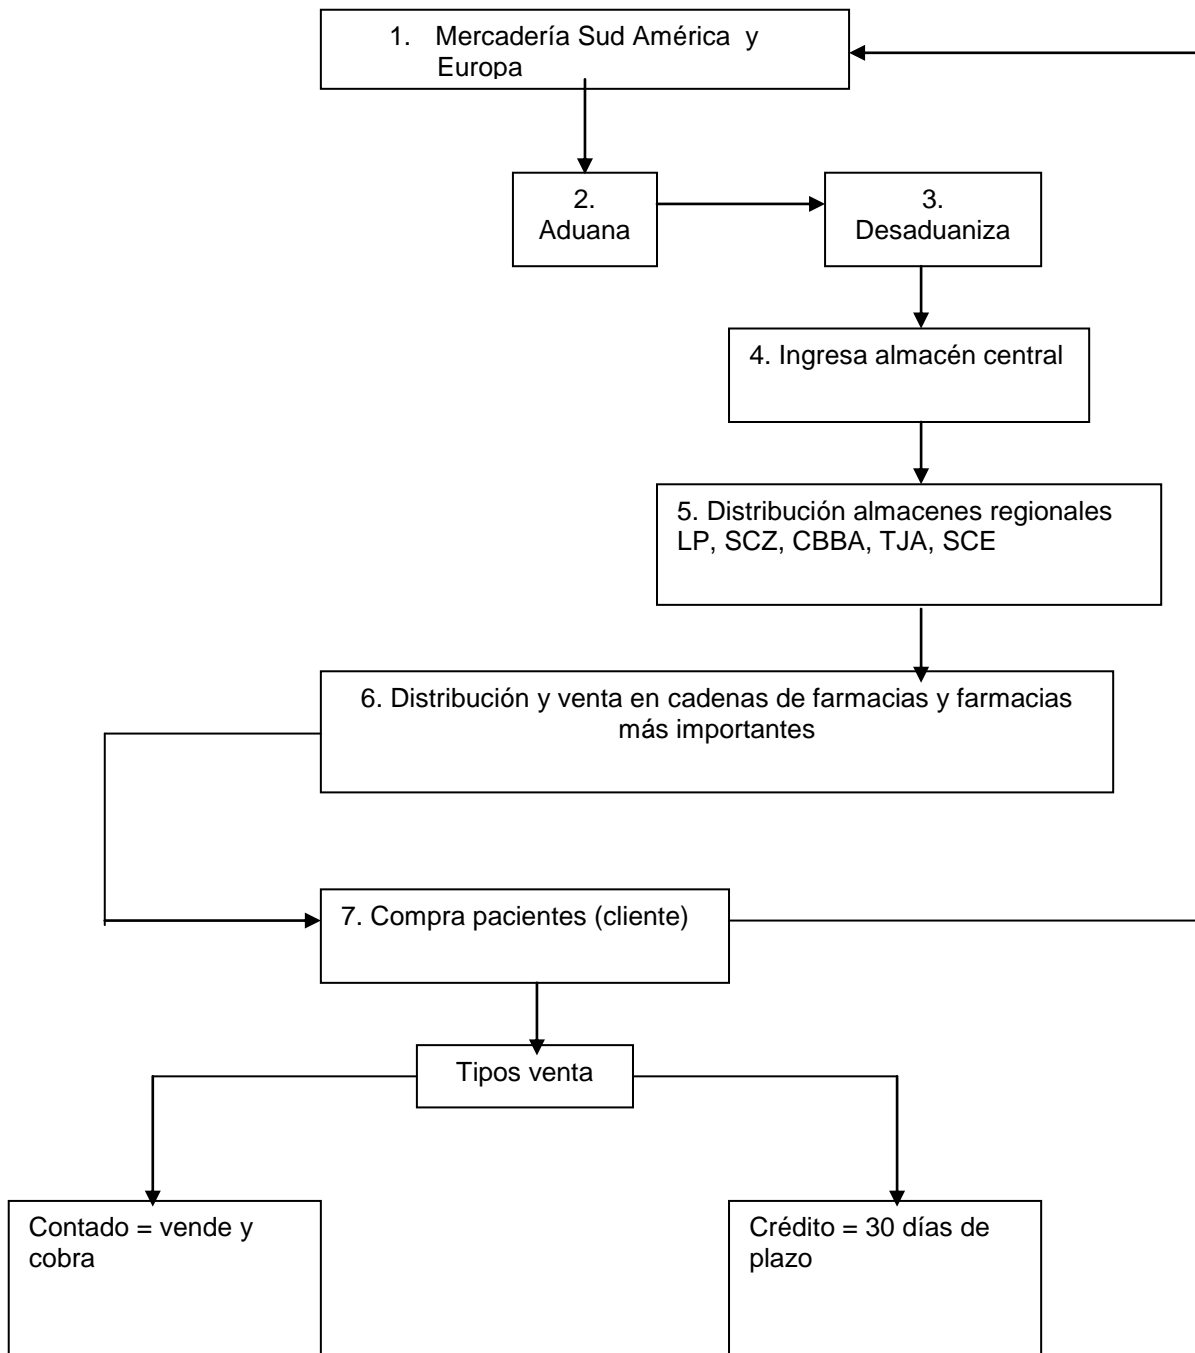 1. Mercadería Sud América y
Europa
2.
Aduana
3.
Desaduaniza
4. Ingresa almacén central
5. Distribución almacenes regionales
LP, SCZ, CBBA, TJA, SCE
6. Distribución y venta en cadenas de farmacias y farmacias
más importantes
7. Compra pacientes (cliente)
Tipos venta
Contado = vende y
cobra
Crédito = 30 días de
plazo